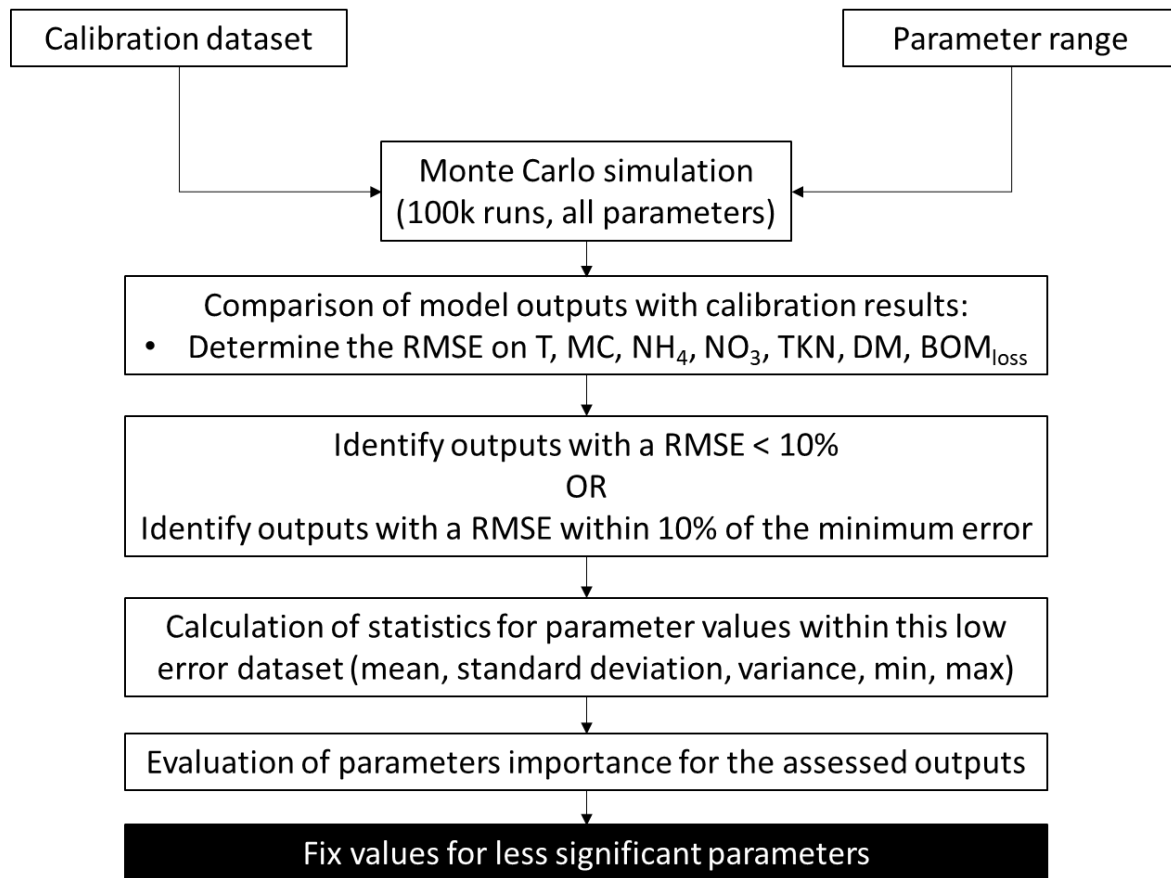 Calibration dataset
Parameter range
Monte Carlo simulation
(100k runs, all parameters)
Comparison of model outputs with calibration results:
• Determine the RMSE on T, MC, NH₄, NO₃, TKN, DM, BOMₗₒₛₛ
Identify outputs with a RMSE < 10%
OR
Identify outputs with a RMSE within 10% of the minimum error
Calculation of statistics for parameter values within this low
error dataset (mean, standard deviation, variance, min, max)
Evaluation of parameters importance for the assessed outputs
Fix values for less significant parameters